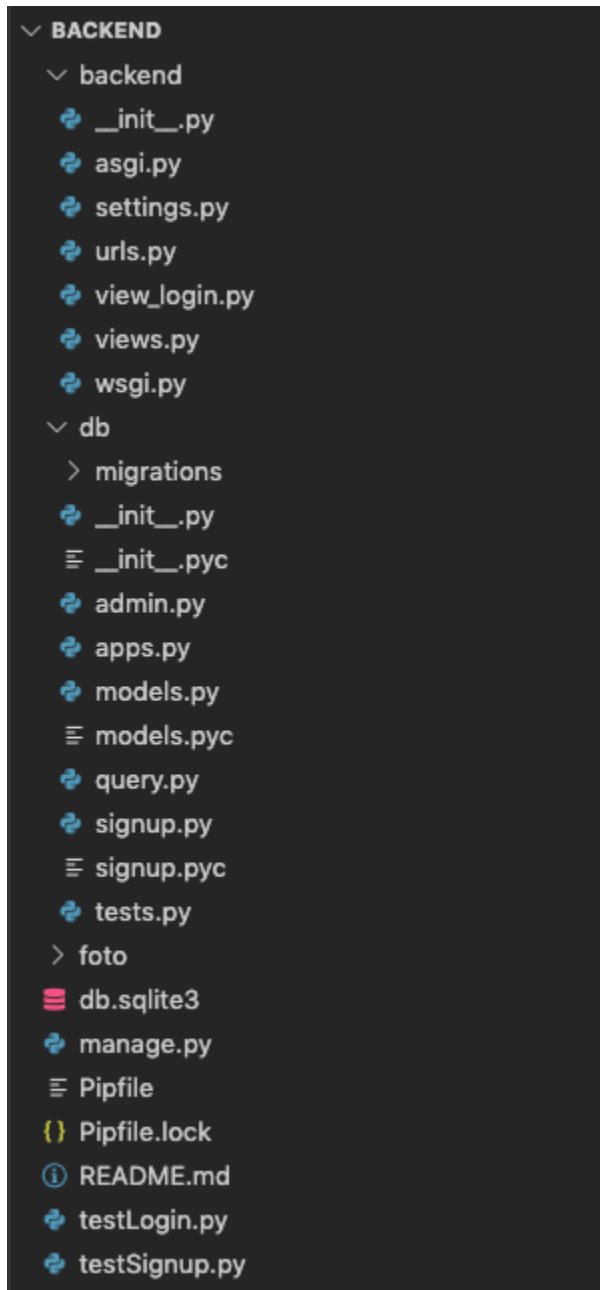 BACKEND
backend
__init__.py
asgi.py
settings.py
urls.py
view_login.py
views.py
wsgi.py
db
migrations
__init__.py
__init__.pyc
admin.py
apps.py
models.py
models.pyc
query.py
signup.py
signup.pyc
tests.py
foto
db.sqlite3
manage.py
Pipfile
Pipfile.lock
README.md
testLogin.py
testSignup.py